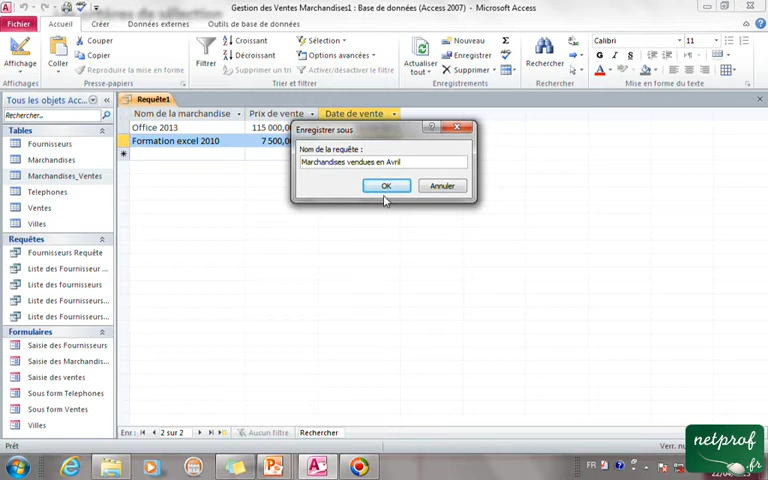 Gestion des Ventes Marchandises1 : Base de données (Access 2007) - Microsoft Access
Fichier Accueil Créer Données externes Outils de base de données
Affichage
Affichages
Coller
Couper
Copier
Reproduire la mise en forme
Presse-papiers
Filtrer
Croissant
Décroissant
Supprimer un tri
Sélection
Options avancées
Activer/désactiver le filtre
Trier et filtrer
Actualiser
tout
Nouveau
Enregistrer
Supprimer
Enregistrements
Rechercher
Rechercher
Calibri 11
G I S
Mise en forme du texte
Tous les objets Acc...
Rechercher...
Tables
Fournisseurs
Marchandises
Marchandises_Ventes
Telephones
Ventes
Villes
Requêtes
Fournisseurs Requête
Liste des Fournisseur ...
Liste des fournisseurs
Liste des Fournisseurs...
Liste des Fournisseurs...
Formulaires
Saisie des Fournisseurs
Saisie des Marchandis...
Saisie des ventes
Sous form Telephones
Sous form Ventes
Villes
Requête1
Nom de la marchandise Prix de vente Date de vente
Office 2013 115 000,0
Formation excel 2010 7 500,0
Enregistrer sous
Nom de la requête :
Marchandises vendues en Avril
OK Annuler
Enr : 2 sur 2 Aucun filtre Rechercher
Prêt
Verr. nu
FR
netprof
.fr